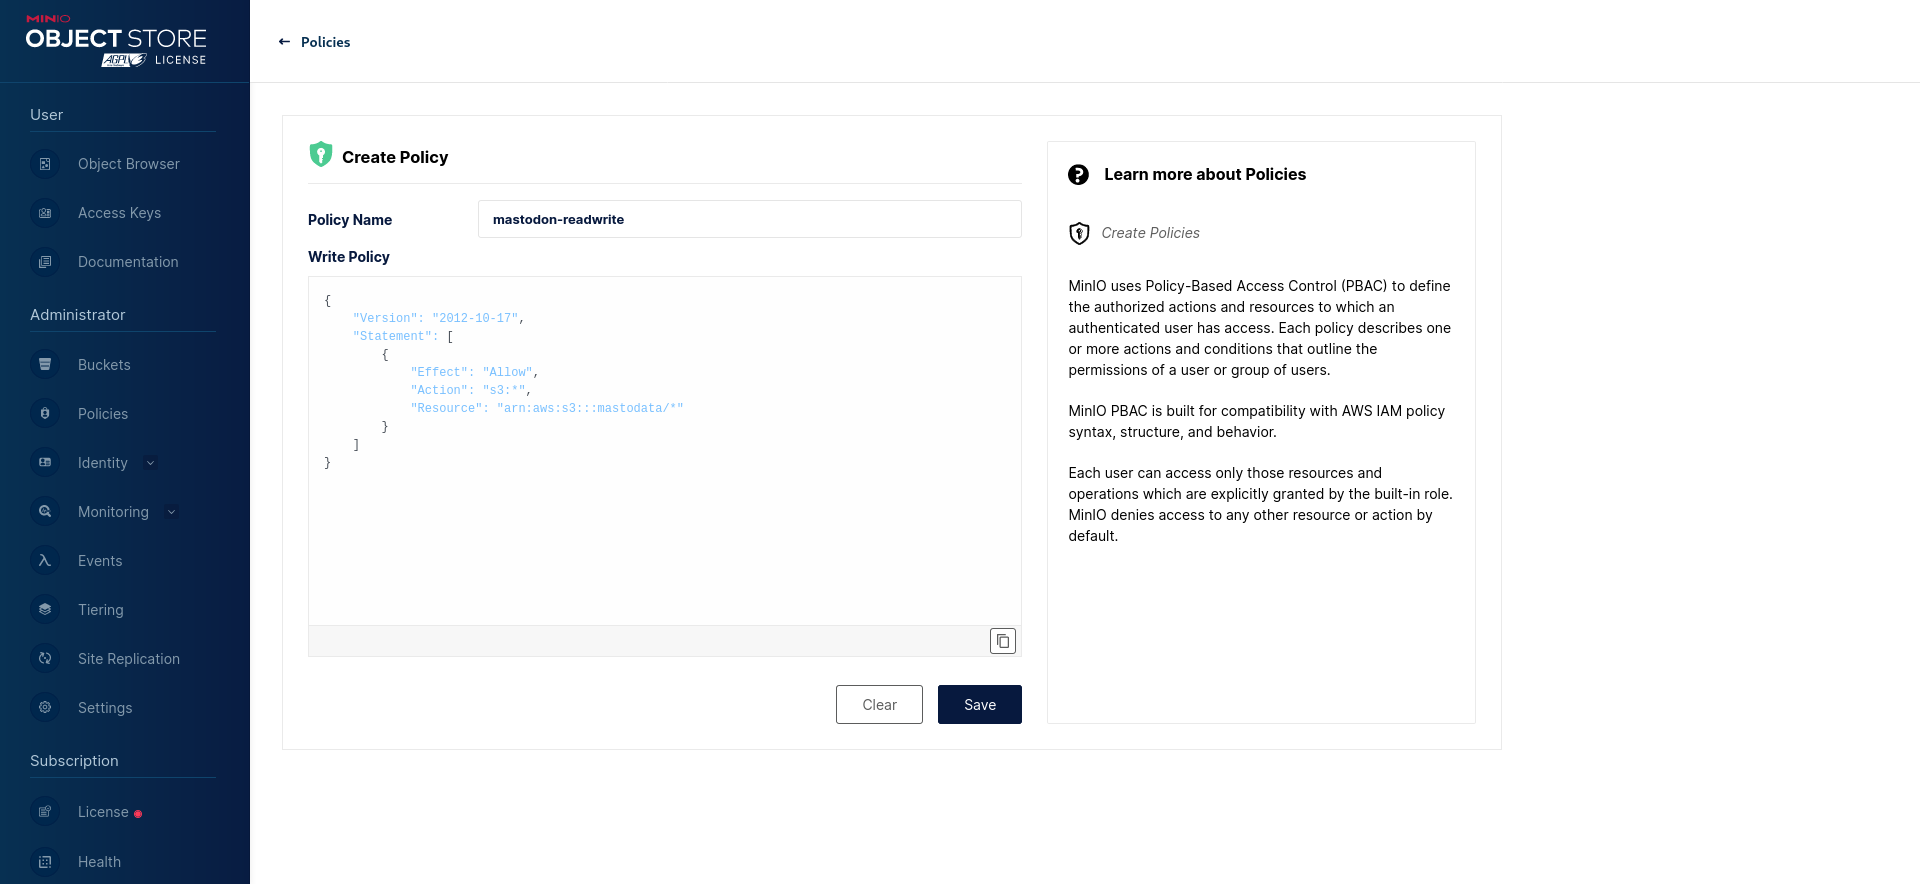 MINIO
OBJECT STORE
AGPLv3 LICENSE
User
Object Browser
Access Keys
Documentation
Administrator
Buckets
Policies
Identity
Monitoring
Events
Tiering
Site Replication
Settings
Subscription
License
Health
← Policies
Create Policy
Policy Name
mastodon-readwrite
Write Policy
{
    "Version": "2012-10-17",
    "Statement": [
        {
            "Effect": "Allow",
            "Action": "s3:*",
            "Resource": "arn:aws:s3:::mastodata/*"
        }
    ]
}
Clear
Save
Learn more about Policies
Create Policies
MinIO uses Policy-Based Access Control (PBAC) to define
the authorized actions and resources to which an
authenticated user has access. Each policy describes one
or more actions and conditions that outline the
permissions of a user or group of users.
MinIO PBAC is built for compatibility with AWS IAM policy
syntax, structure, and behavior.
Each user can access only those resources and
operations which are explicitly granted by the built-in role.
MinIO denies access to any other resource or action by
default.